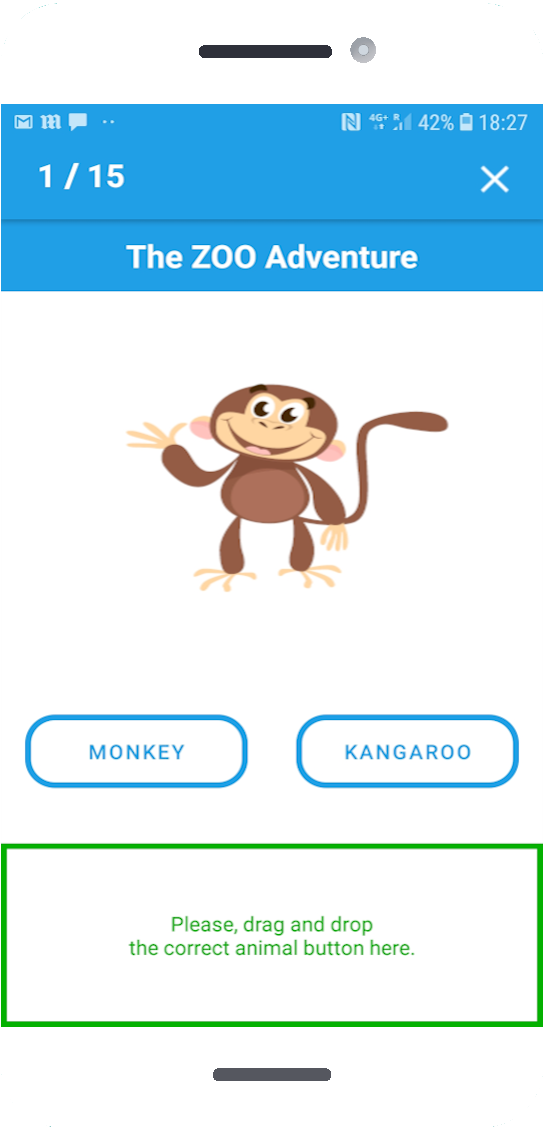 4G+ R 42% 18:27
1 / 15
The ZOO Adventure
MONKEY
KANGAROO
Please, drag and drop
the correct animal button here.